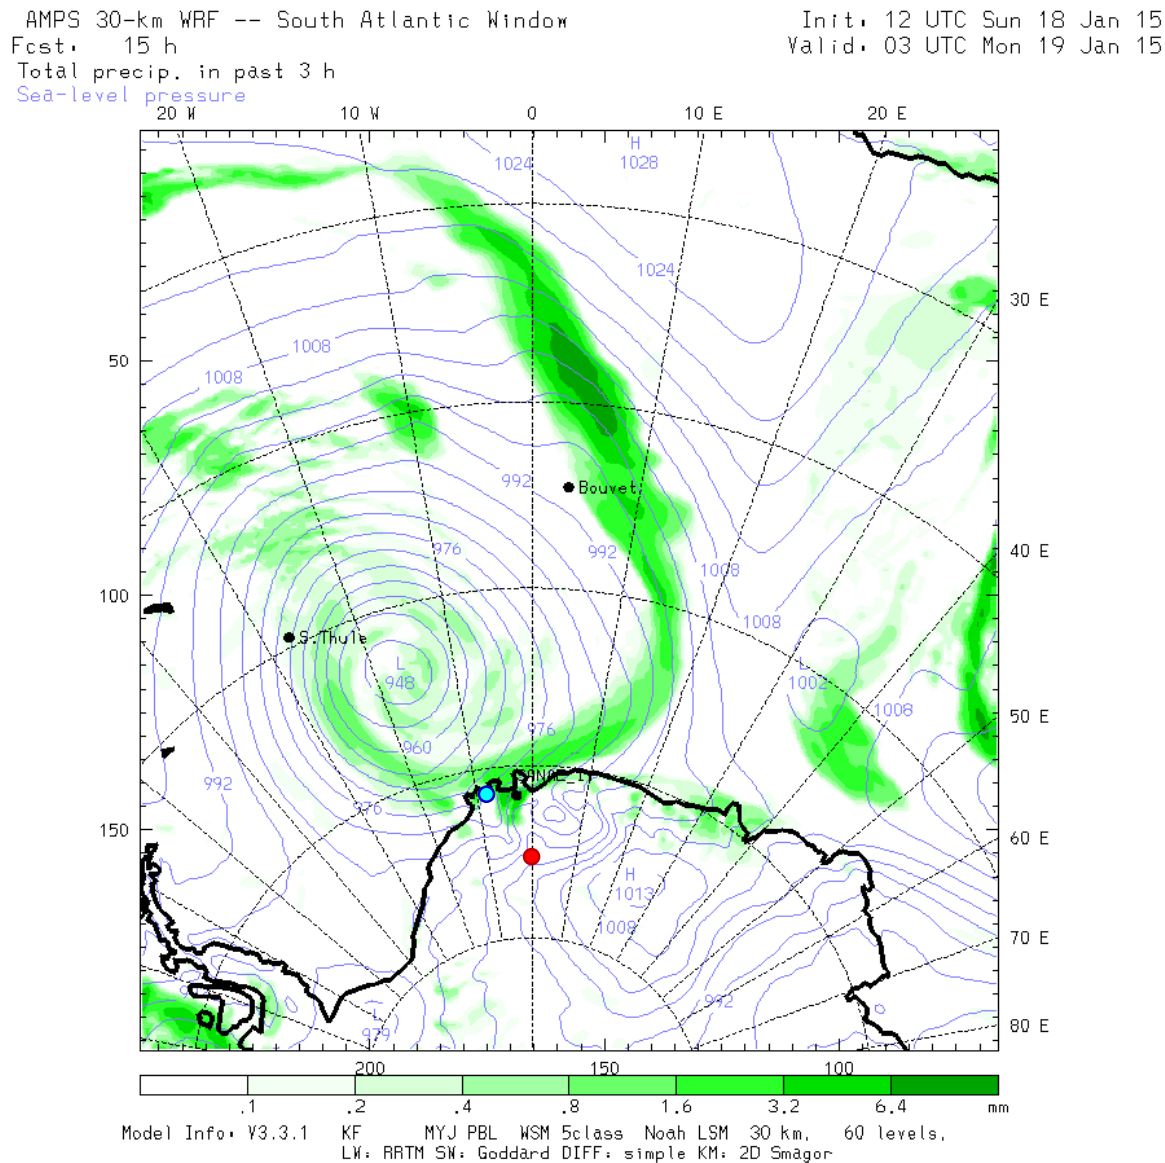 AMPS 30-km WRF -- South Atlantic Window
Init: 12 UTC Sun 18 Jan 15
Fcst: 15 h
Valid: 03 UTC Mon 19 Jan 15
Total precip. in past 3 h
Sea-level pressure
20 W 10 W 0 10 E 20 E
H
1024 1028
1024
30 E
1008
50
1008
992
Bouvet
976 992
40 E
1008
100
1008
S.Thule
L L
948 1002
1008
50 E
976
960
992
976
150
60 E
H
1013
1008
70 E
992
L
979
80 E
200 150 100
.1 .2 .4 .8 1.6 3.2 6.4 mm
Model Info: V3.3.1 KF MYJ PBL WSM 5class Noah LSM 30 km, 60 levels,
LW: RRTM SW: Goddard DIFF: simple KM: 2D Smagor